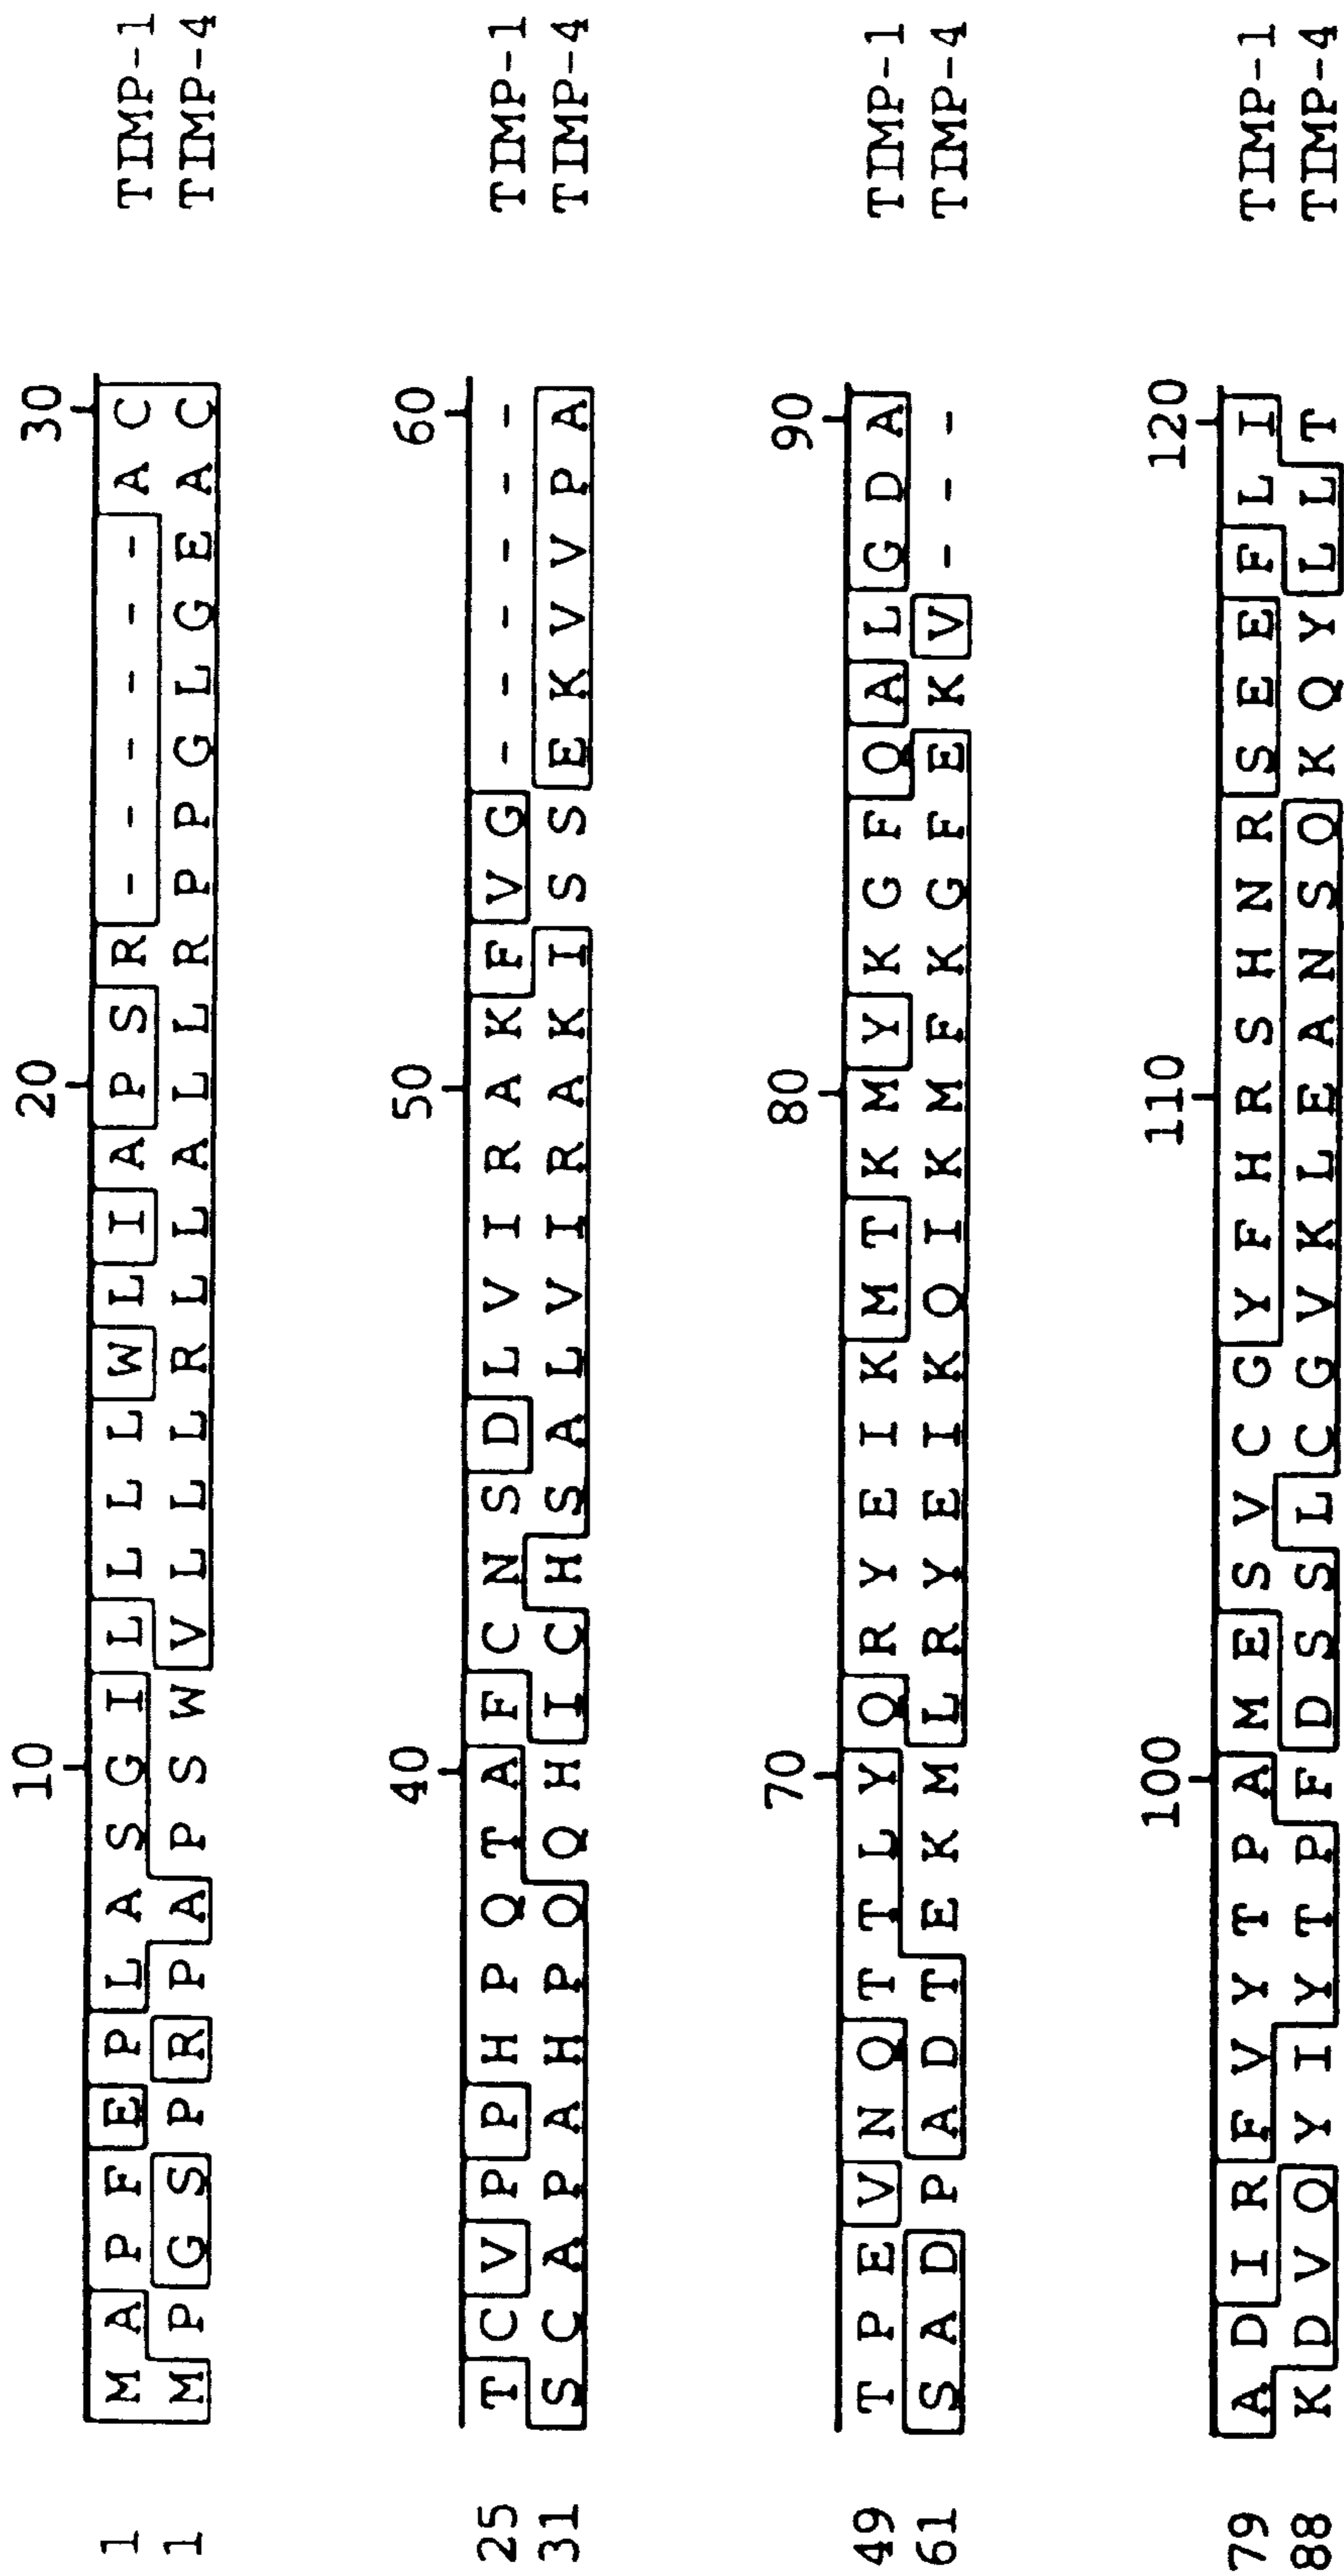 10 20 30
1 M A P F E P L A S G I L L L L W L I A P S R - - - - - - A C TIMP-1
1 M P G S P R P A P S W V L L L R L L A L L R P P G L G E A C TIMP-4
40 50 60
25 T C V P P H P Q T A F C N S D L V I R A K F V G - - - - - - TIMP-1
31 S C A P A H P Q Q H I C H S A L V I R A K I S S E K V V P A TIMP-4
70 80 90
49 T P E V N Q T T L Y Q R Y E I K M T K M Y K G F Q A L G D A TIMP-1
61 S A D P A D T E K M L R Y E I K Q I K M F K G F E K V - - - TIMP-4
100 110 120
79 A D I R F V Y T P A M E S V C G Y F H R S H N R S E E F L I TIMP-1
88 K D V Q Y I Y T P F D S S L C G V K L E A N S Q K Q Y L L T TIMP-4